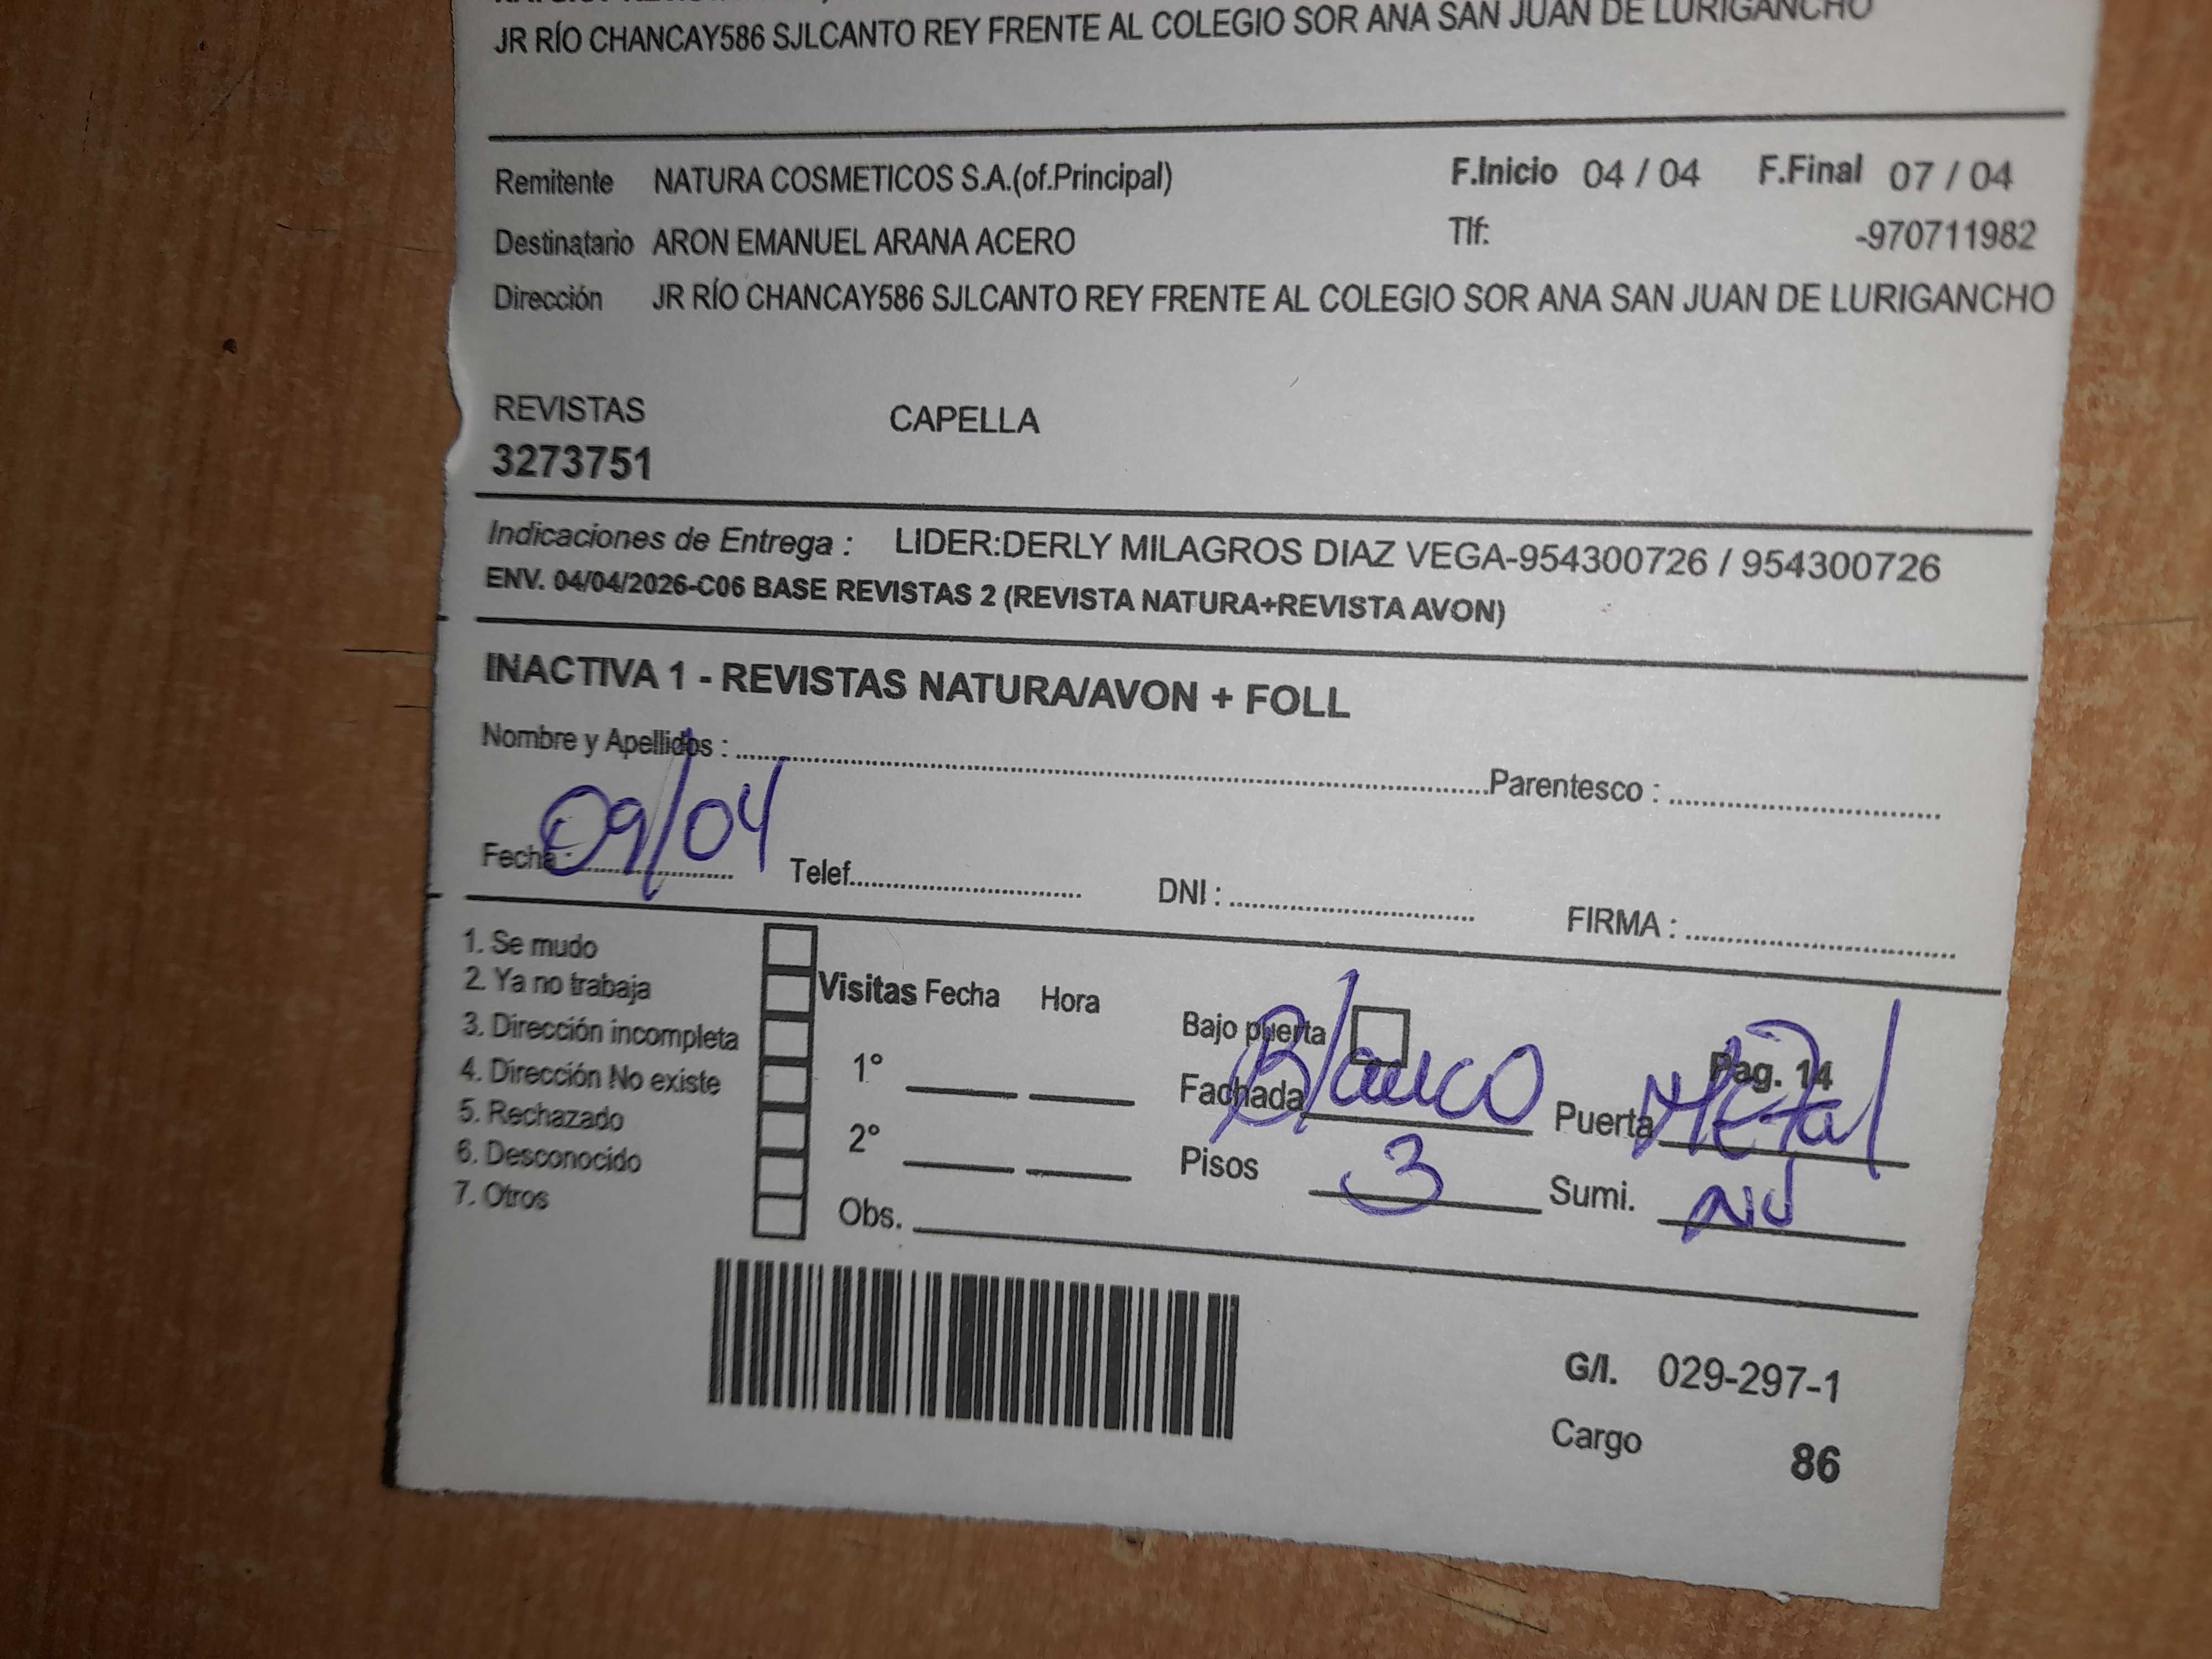 JR RÍO CHANCAY586 SJLCANTO REY FRENTE AL COLEGIO SOR ANA SAN JUAN DE LURIGANCHO
Remitente NATURA COSMETICOS S.A.(of.Principal) F.Inicio 04 / 04 F.Final 07 / 04
Destinatario ARON EMANUEL ARANA ACERO Tlf: -970711982
Dirección JR RÍO CHANCAY586 SJLCANTO REY FRENTE AL COLEGIO SOR ANA SAN JUAN DE LURIGANCHO
REVISTAS CAPELLA
3273751
Indicaciones de Entrega : LIDER:DERLY MILAGROS DIAZ VEGA-954300726 / 954300726
ENV. 04/04/2026-C06 BASE REVISTAS 2 (REVISTA NATURA+REVISTA AVON)
INACTIVA 1 - REVISTAS NATURA/AVON + FOLL
Nombre y Apellidos : Parentesco :
Fecha : 09/04 Telef. DNI : FIRMA :
1. Se mudo
2. Ya no trabaja
3. Dirección incompleta
4. Dirección No existe
5. Rechazado
6. Desconocido
7. Otros
Visitas Fecha Hora
1°
2°
Obs.
Bajo puerta Pag. 14
Fachada Blanco Puerta Metal
Pisos 3 Sumi.
G/I. 029-297-1
Cargo 86